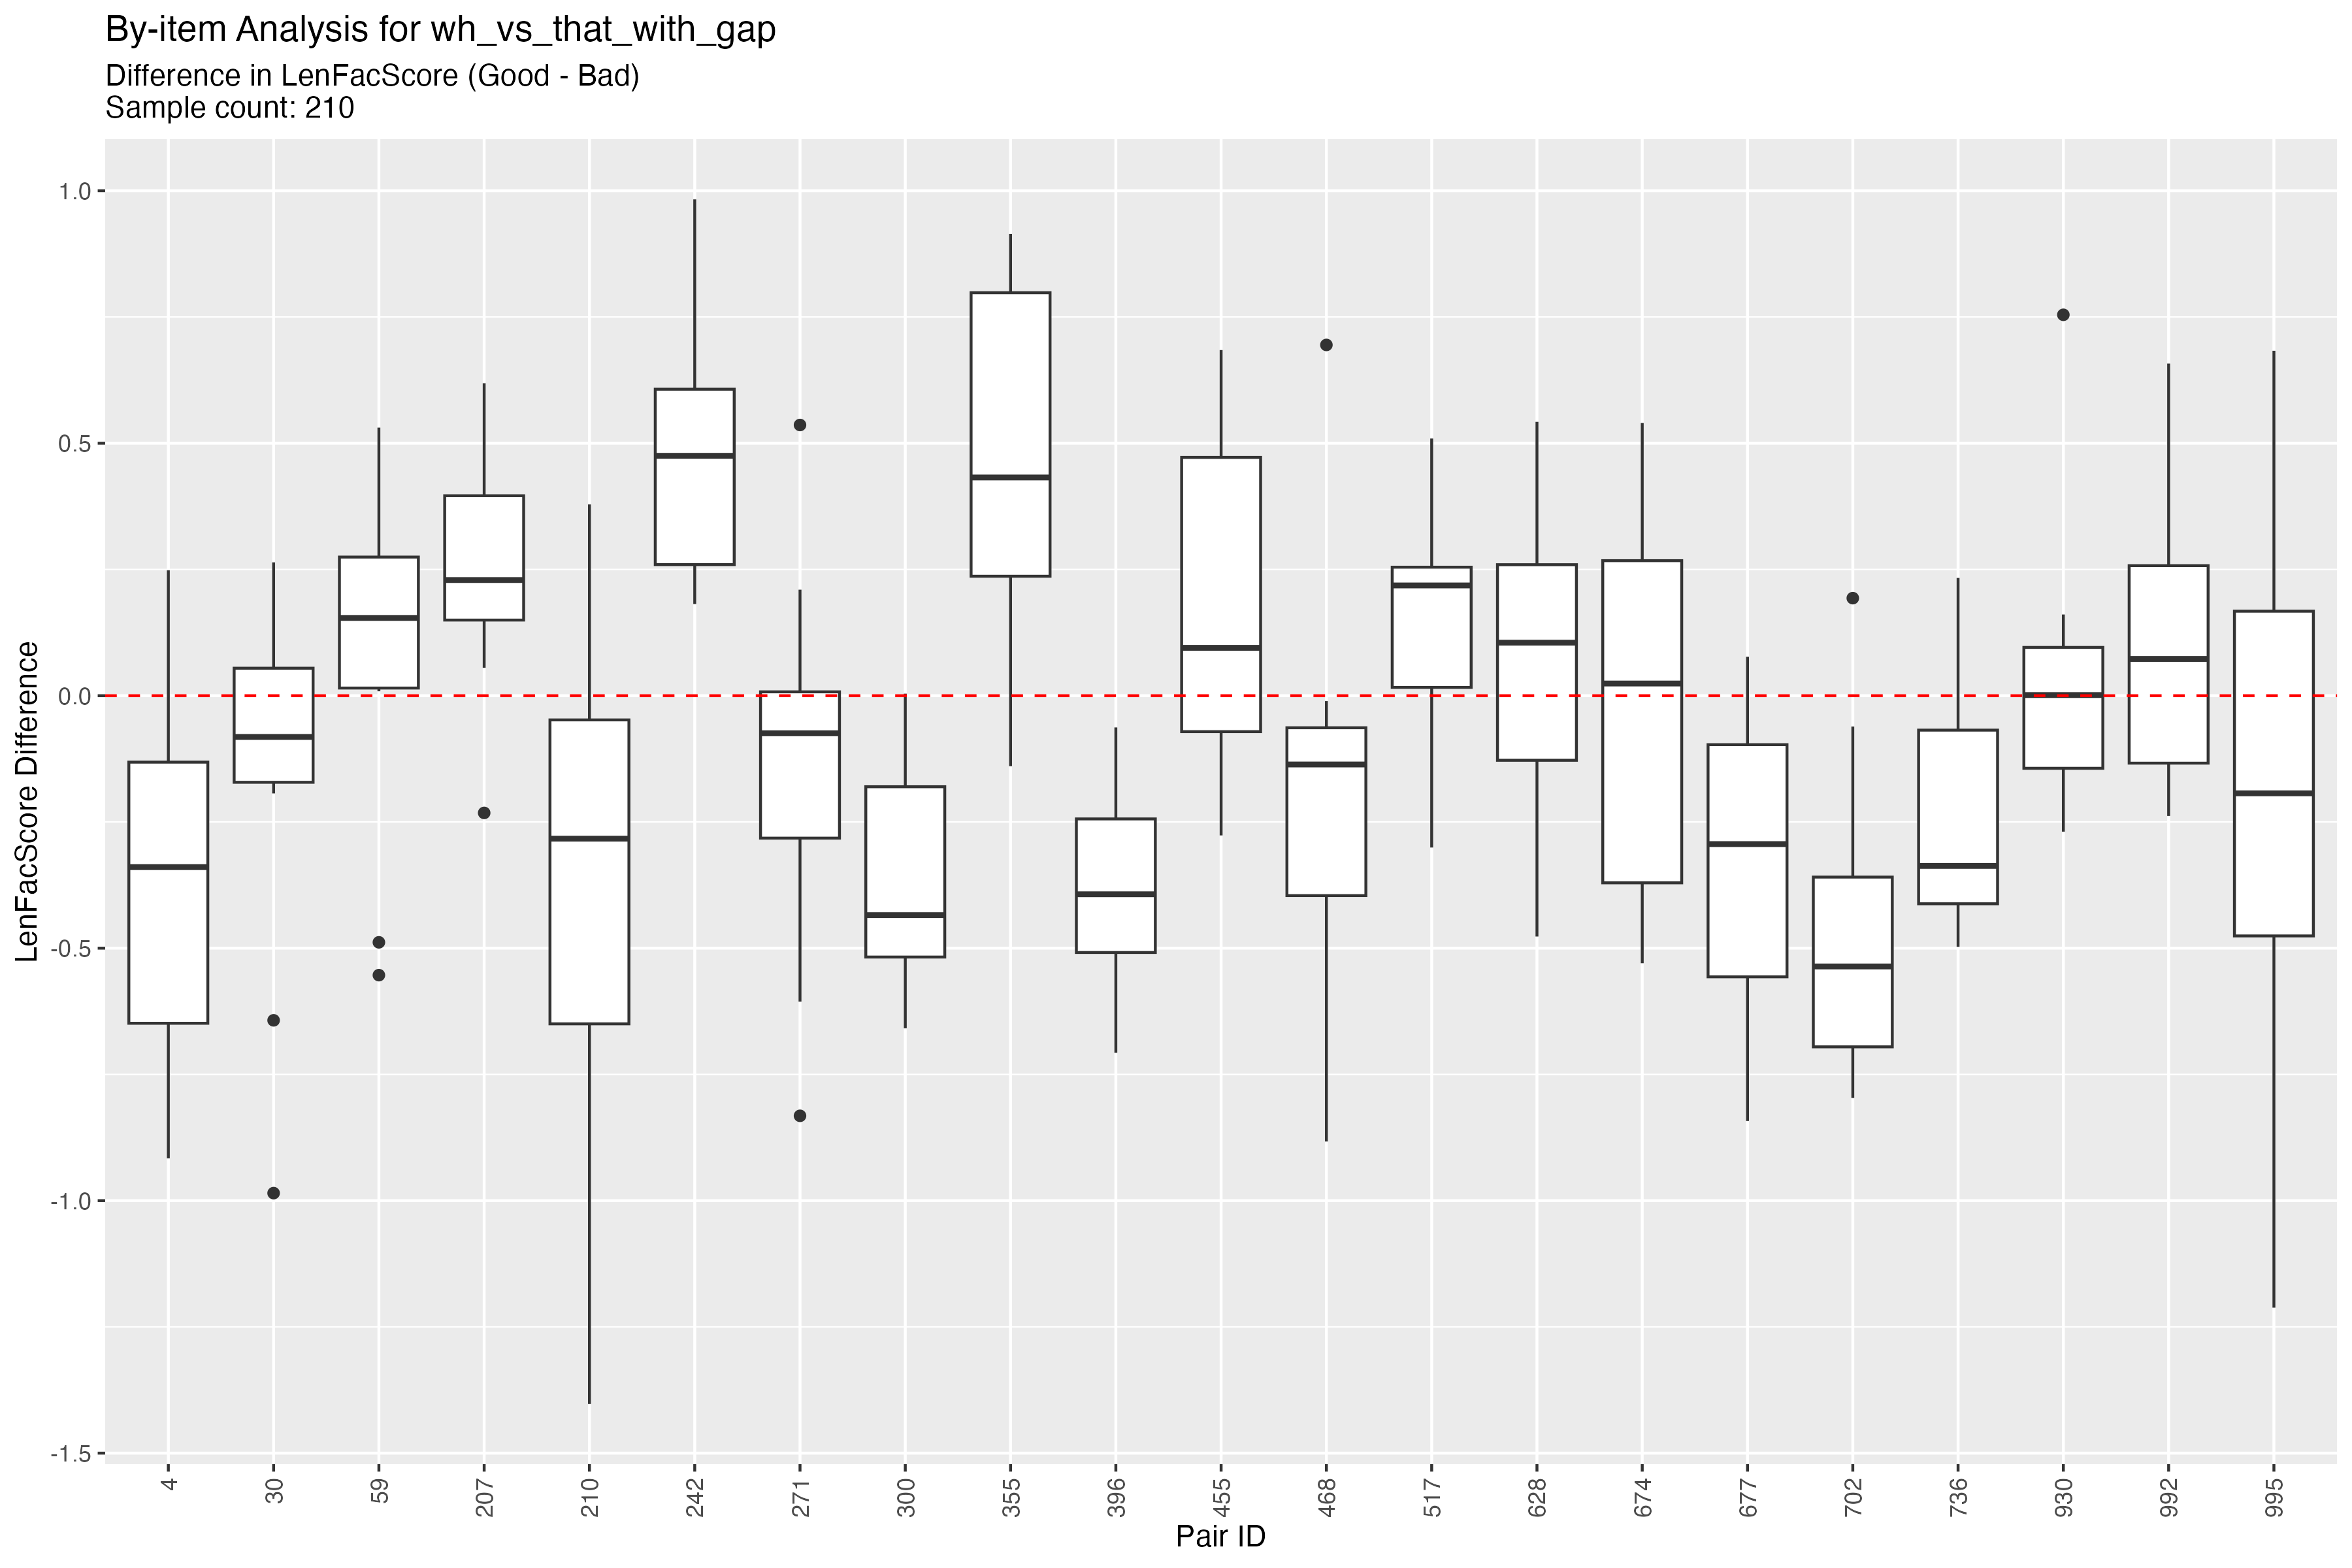 By-item Analysis for wh_vs_that_with_gap
Difference in LenFacScore (Good - Bad)
Sample count: 210
LenFacScore Difference
1.0
0.5
0.0
-0.5
-1.0
-1.5
4 30 59 207 210 242 271 300 355 396 455 468 517 628 674 677 702 736 930 992 995
Pair ID